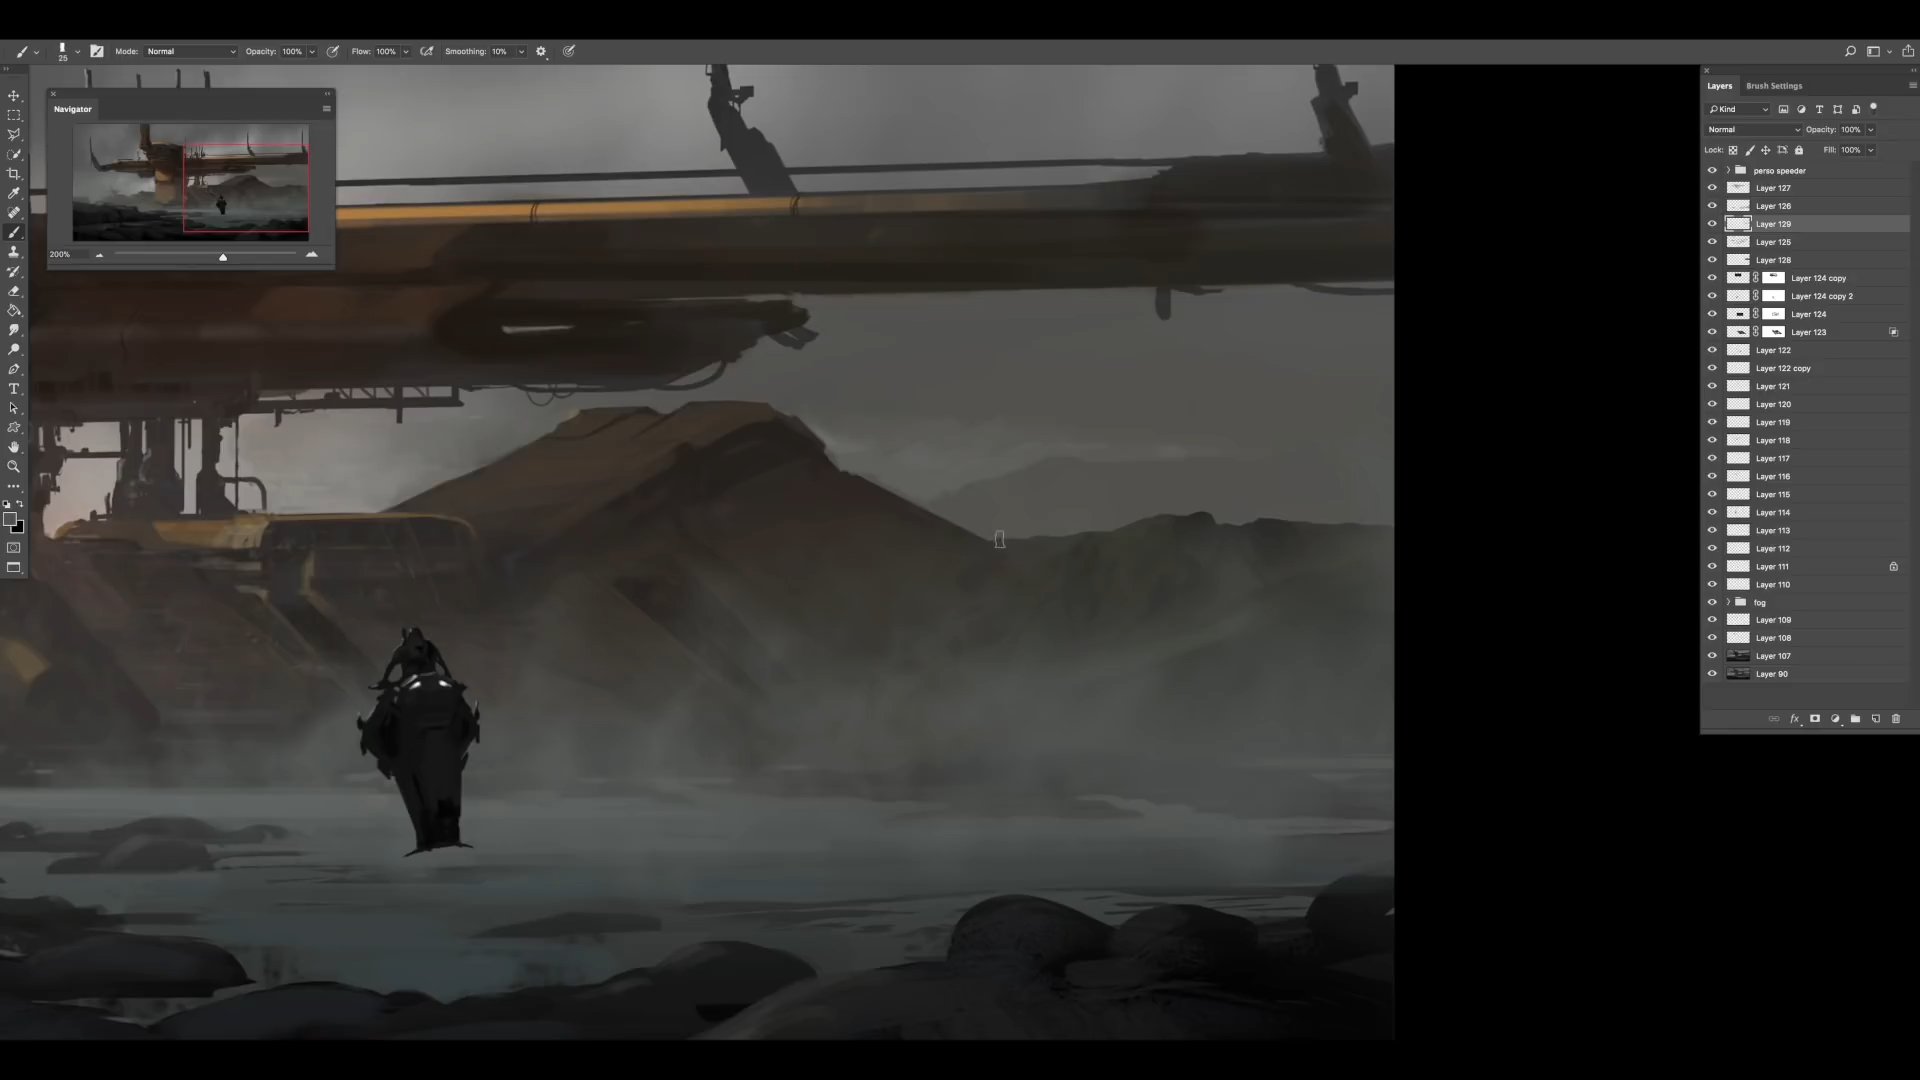 25
Mode: Normal Opacity: 100% Flow: 100% Smoothing: 10%
Navigator
200%
T
Layers Brush Settings
Kind T
Normal Opacity: 100%
Lock: Fill: 100%
perso speeder
Layer 127
Layer 126
Layer 129
Layer 125
Layer 128
Layer 124 copy
Layer 124 copy 2
Layer 124
Layer 123
Layer 122
Layer 122 copy
Layer 121
Layer 120
Layer 119
Layer 118
Layer 117
Layer 116
Layer 115
Layer 114
Layer 113
Layer 112
Layer 111
Layer 110
fog
Layer 109
Layer 108
Layer 107
Layer 90
fx